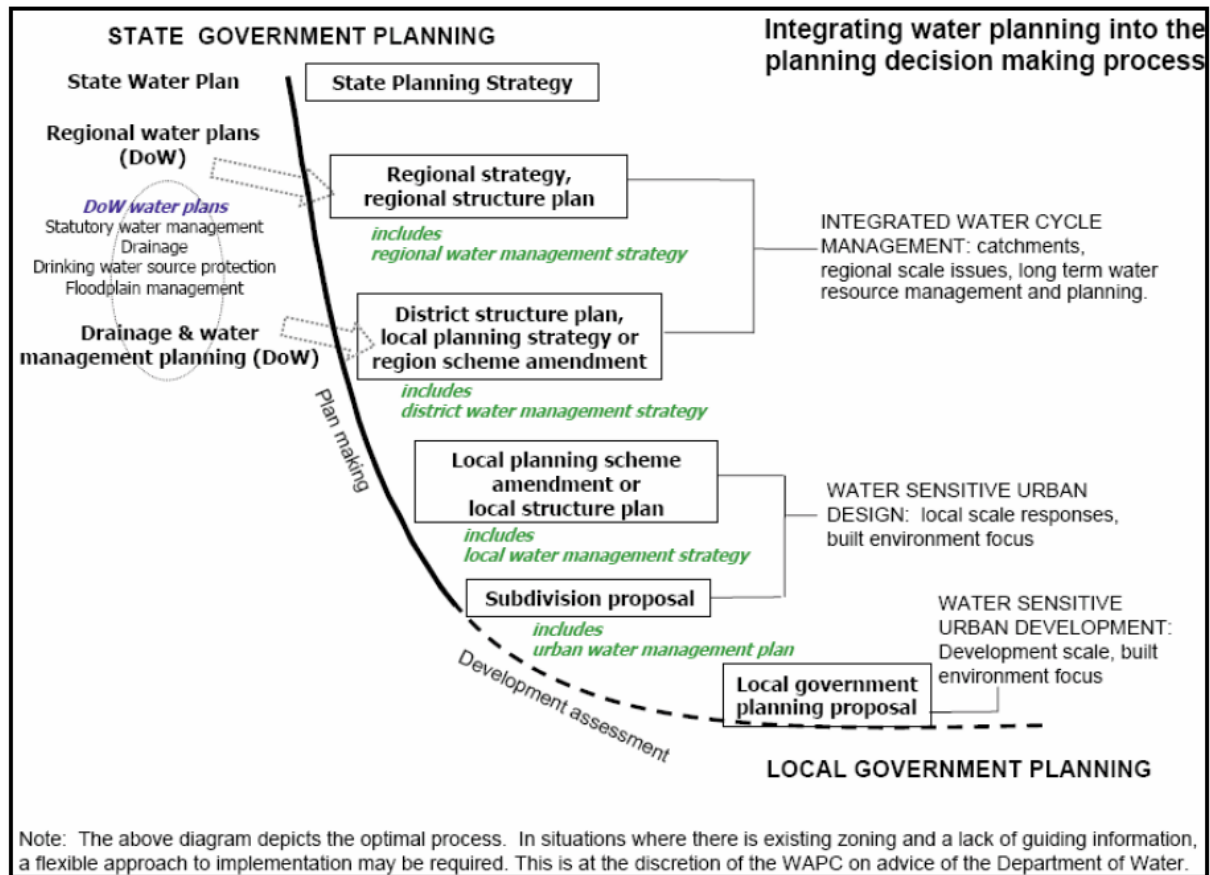 STATE GOVERNMENT PLANNING
Integrating water planning into the
planning decision making process
State Water Plan
State Planning Strategy
Regional water plans
(DoW)
Regional strategy,
regional structure plan
includes
regional water management strategy
DoW water plans
Statutory water management
Drainage
Drinking water source protection
Floodplain management
INTEGRATED WATER CYCLE
MANAGEMENT: catchments,
regional scale issues, long term water
resource management and planning.
Drainage & water
management planning (DoW)
District structure plan,
local planning strategy or
region scheme amendment
includes
district water management strategy
Plan making
Local planning scheme
amendment or
local structure plan
includes
local water management strategy
WATER SENSITIVE URBAN
DESIGN: local scale responses,
built environment focus
Subdivision proposal
includes
urban water management plan
Development assessment
WATER SENSITIVE
URBAN DEVELOPMENT:
Development scale, built
environment focus
Local government
planning proposal
LOCAL GOVERNMENT PLANNING
Note: The above diagram depicts the optimal process. In situations where there is existing zoning and a lack of guiding information,
a flexible approach to implementation may be required. This is at the discretion of the WAPC on advice of the Department of Water.